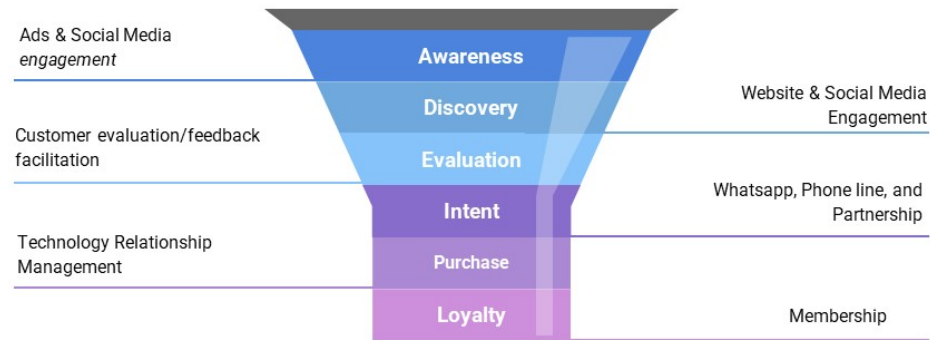 Ads & Social Media
engagement
Awareness
Discovery
Website & Social Media
Engagement
Customer evaluation/feedback
facilitation
Evaluation
Intent
Whatsapp, Phone line, and
Partnership
Technology Relationship
Management
Purchase
Loyalty
Membership